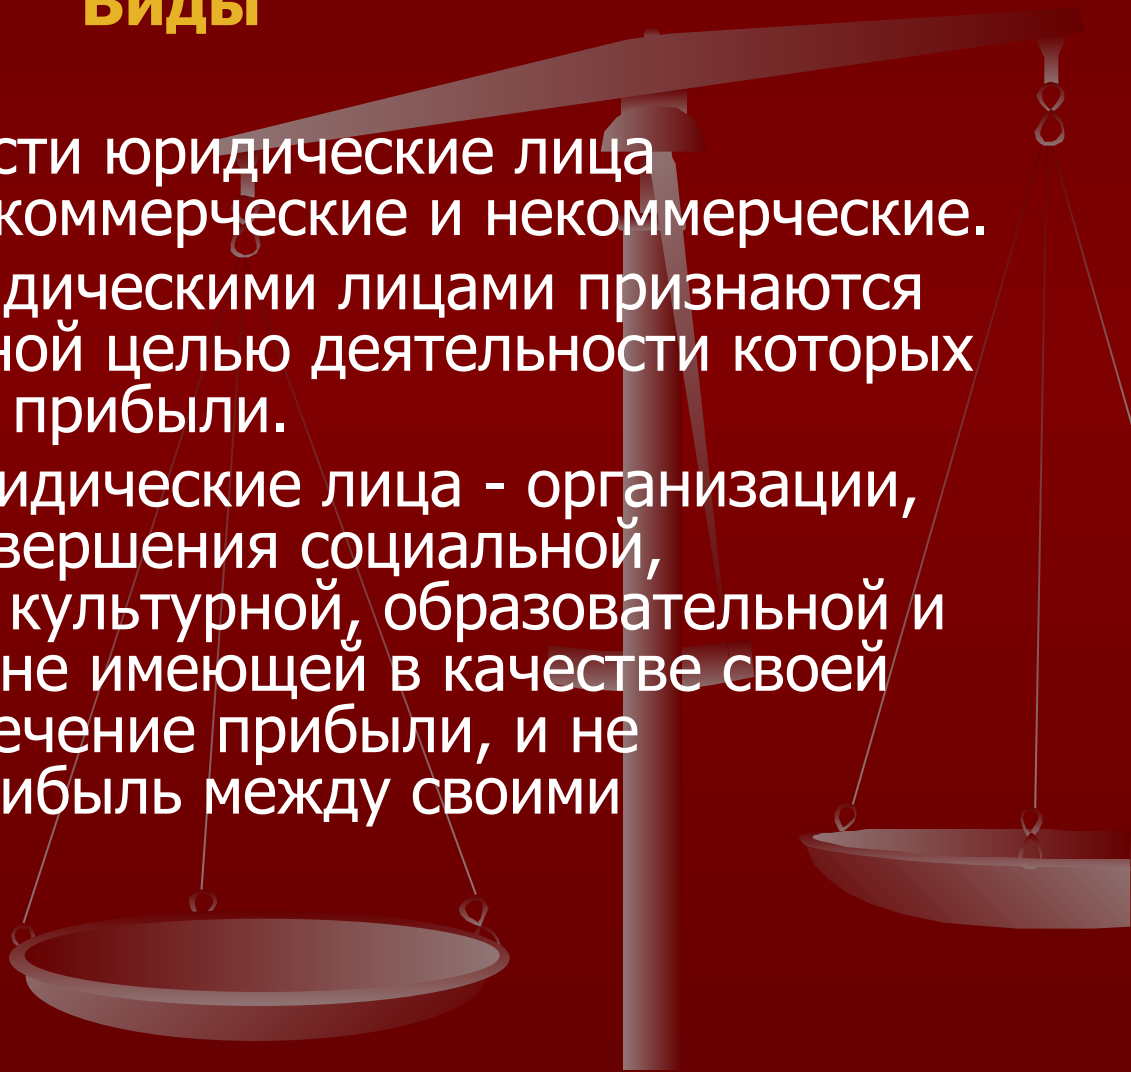 Виды
сти юридические лица
коммерческие и некоммерческие.
дическими лицами признаются
ной целью деятельности которых
прибыли.
идические лица - организации,
вершения социальной,
культурной, образовательной и
не имеющей в качестве своей
ечение прибыли, и не
ибыль между своими